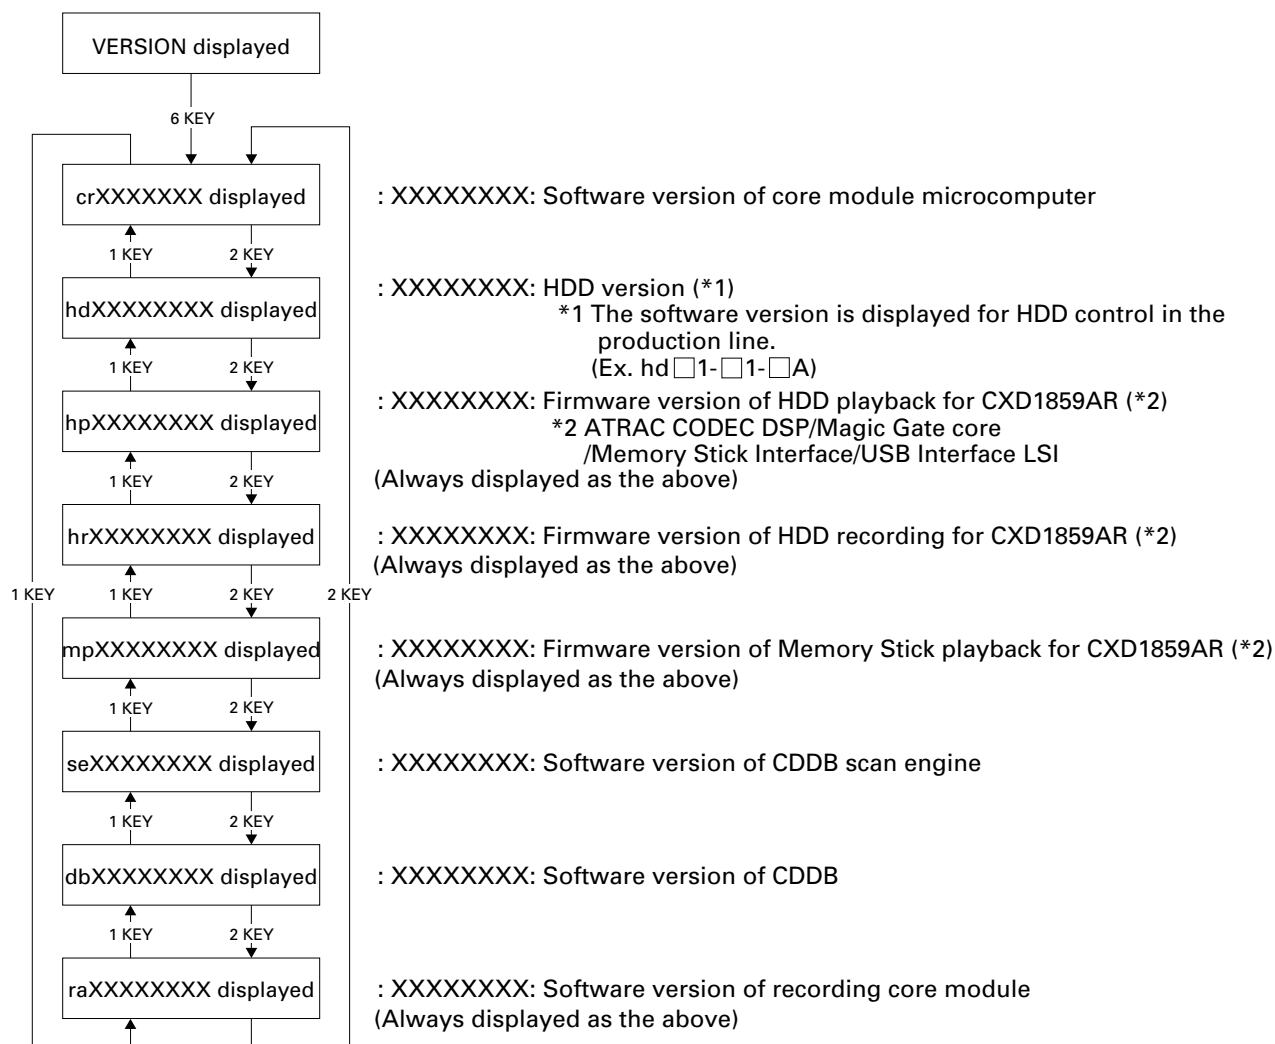 VERSION displayed
6 KEY
crXXXXXXX displayed
: XXXXXXXX: Software version of core module microcomputer
1 KEY 2 KEY
hdXXXXXXXX displayed
: XXXXXXXX: HDD version (*1)
*1 The software version is displayed for HDD control in the
production line.
(Ex. hd□1-□1-□A)
1 KEY 2 KEY
hpXXXXXXXX displayed
: XXXXXXXX: Firmware version of HDD playback for CXD1859AR (*2)
*2 ATRAC CODEC DSP/Magic Gate core
/Memory Stick Interface/USB Interface LSI
(Always displayed as the above)
1 KEY 2 KEY
hrXXXXXXXX displayed
: XXXXXXXX: Firmware version of HDD recording for CXD1859AR (*2)
(Always displayed as the above)
1 KEY 1 KEY 2 KEY 2 KEY
mpXXXXXXXX displayed
: XXXXXXXX: Firmware version of Memory Stick playback for CXD1859AR (*2)
(Always displayed as the above)
1 KEY 2 KEY
seXXXXXXXX displayed
: XXXXXXXX: Software version of CDDB scan engine
1 KEY 2 KEY
dbXXXXXXXX displayed
: XXXXXXXX: Software version of CDDB
1 KEY 2 KEY
raXXXXXXXX displayed
: XXXXXXXX: Software version of recording core module
(Always displayed as the above)